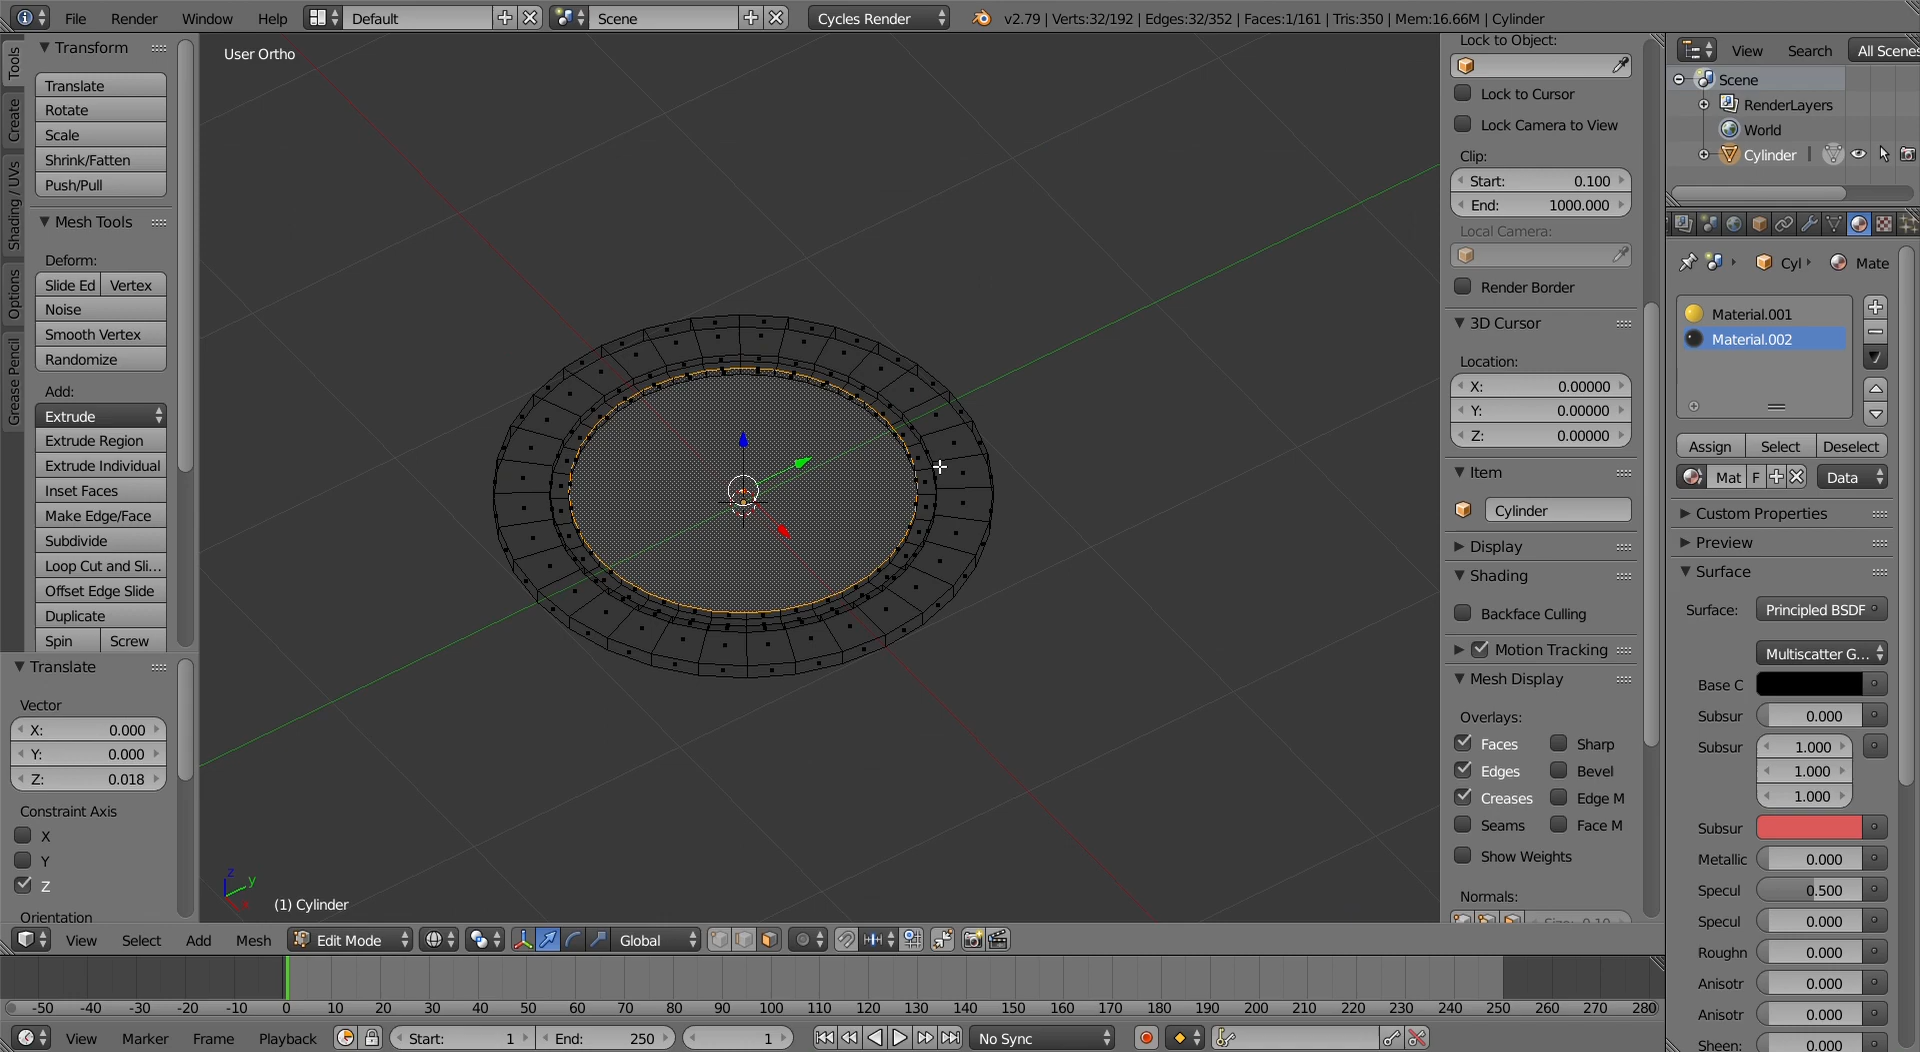 File Render Window Help Default Scene Cycles Render v2.79 | Verts:32/192 | Edges:32/352 | Faces:1/161 | Tris:350 | Mem:16.66M | Cylinder
Tools
Create
Shading / UVs
Options
Grease Pencil
Transform
Translate
Rotate
Scale
Shrink/Fatten
Push/Pull
Mesh Tools
Deform:
Slide Ed Vertex
Noise
Smooth Vertex
Randomize
Add:
Extrude
Extrude Region
Extrude Individual
Inset Faces
Make Edge/Face
Subdivide
Loop Cut and Sli...
Offset Edge Slide
Duplicate
Spin Screw
Translate
Vector
X: 0.000
Y: 0.000
Z: 0.018
Constraint Axis
X
Y
Z
Orientation
User Ortho
z
y
x
(1) Cylinder
Lock to Object:
Lock to Cursor
Lock Camera to View
Clip:
Start: 0.100
End: 1000.000
Local Camera:
Render Border
3D Cursor
Location:
X: 0.00000
Y: 0.00000
Z: 0.00000
Item
Cylinder
Display
Shading
Backface Culling
Motion Tracking
Mesh Display
Overlays:
Faces Sharp
Edges Bevel
Creases Edge M
Seams Face M
Show Weights
Normals:
View Search All Scenes
Scene
RenderLayers
World
Cylinder
Cyl Mate
Material.001
Material.002
Assign Select Deselect
Mat F Data
Custom Properties
Preview
Surface
Surface: Principled BSDF
Multiscatter G...
Base C
Subsur 0.000
Subsur 1.000
1.000
1.000
Subsur
Metallic 0.000
Specul 0.500
Specul 0.000
Roughn 0.000
Anisotr 0.000
Anisotr 0.000
Sheen: 0.000
View Select Add Mesh Edit Mode Global
-50 -40 -30 -20 -10 0 10 20 30 40 50 60 70 80 90 100 110 120 130 140 150 160 170 180 190 200 210 220 230 240 250 260 270 280
View Marker Frame Playback Start: 1 End: 250 1 No Sync